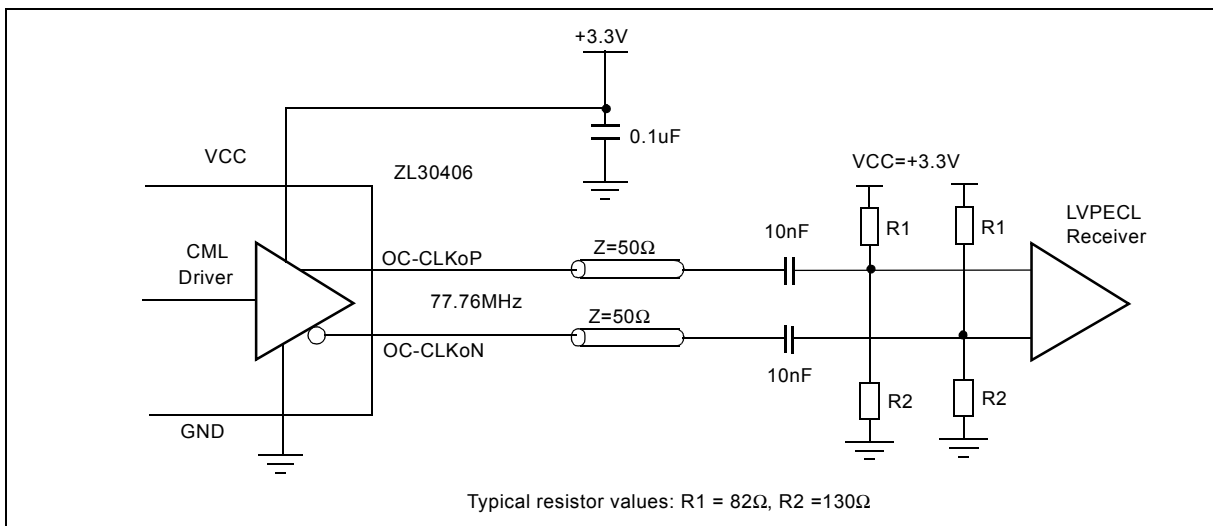 +3.3V
0.1uF
VCC
ZL30406
VCC=+3.3V
R1
R1
LVPECL
Receiver
10nF
CML
Driver
OC-CLKoP
Z=50Ω
77.76MHz
Z=50Ω
OC-CLKoN
10nF
R2
R2
GND
Typical resistor values: R1 = 82Ω, R2 =130Ω